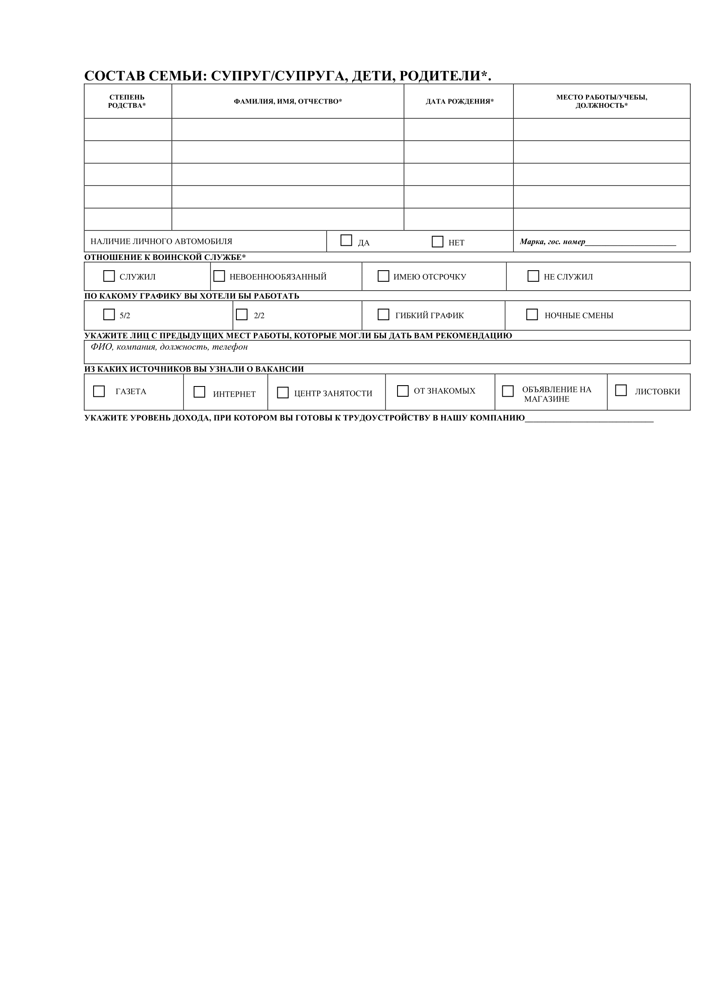 СОСТАВ СЕМЬИ: СУПРУГ/СУПРУГА, ДЕТИ, РОДИТЕЛИ*.
СТЕПЕНЬ
РОДСТВА*
ФАМИЛИЯ, ИМЯ, ОТЧЕСТВО*
ДАТА РОЖДЕНИЯ*
МЕСТО РАБОТЫ/УЧЕБЫ,
ДОЛЖНОСТЬ*
НАЛИЧИЕ ЛИЧНОГО АВТОМОБИЛЯ
ДА
НЕТ
Марка, гос. номер______________________
ОТНОШЕНИЕ К ВОИНСКОЙ СЛУЖБЕ*
СЛУЖИЛ
НЕВОЕННООБЯЗАННЫЙ
ИМЕЮ ОТСРОЧКУ
НЕ СЛУЖИЛ
ПО КАКОМУ ГРАФИКУ ВЫ ХОТЕЛИ БЫ РАБОТАТЬ
5/2
2/2
ГИБКИЙ ГРАФИК
НОЧНЫЕ СМЕНЫ
УКАЖИТЕ ЛИЦ С ПРЕДЫДУЩИХ МЕСТ РАБОТЫ, КОТОРЫЕ МОГЛИ БЫ ДАТЬ ВАМ РЕКОМЕНДАЦИЮ
ФИО, компания, должность, телефон
ИЗ КАКИХ ИСТОЧНИКОВ ВЫ УЗНАЛИ О ВАКАНСИИ
ГАЗЕТА
ИНТЕРНЕТ
ЦЕНТР ЗАНЯТОСТИ
ОТ ЗНАКОМЫХ
ОБЪЯВЛЕНИЕ НА
МАГАЗИНЕ
ЛИСТОВКИ
УКАЖИТЕ УРОВЕНЬ ДОХОДА, ПРИ КОТОРОМ ВЫ ГОТОВЫ К ТРУДОУСТРОЙСТВУ В НАШУ КОМПАНИЮ_______________________________